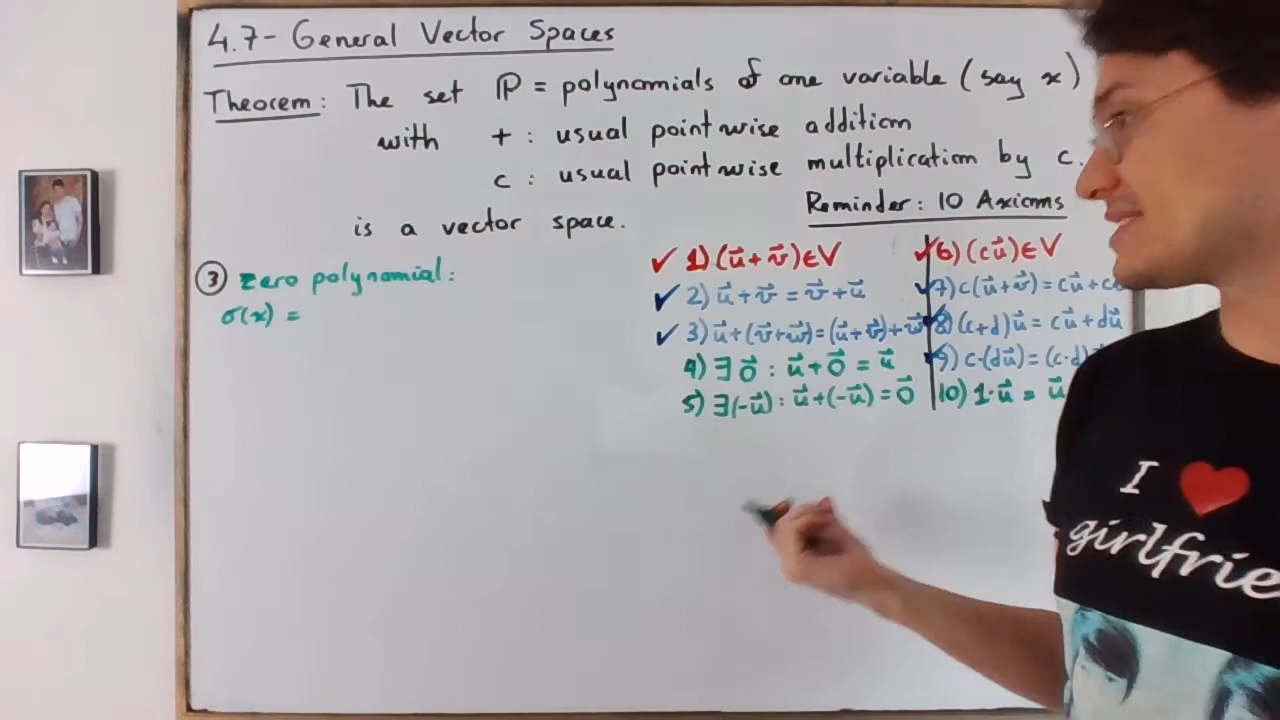 4.7- General Vector Spaces
Theorem: The set ℙ = polynomials of one variable (say x)
with + : usual pointwise addition
c : usual pointwise multiplication by c.
is a vector space.
Reminder: 10 Axioms
③ zero polynomial:
σ(x) =
✓ 1) (u⃗+v⃗)∈V
✓ 2) u⃗+v⃗ = v⃗+u⃗
✓ 3) u⃗+(v⃗+w⃗)=(u⃗+v⃗)+w⃗
4) ∃ 0⃗ : u⃗+0⃗ = u⃗
5) ∃(-u⃗) : u⃗+(-u⃗) = 0⃗
✓ 6) (cu⃗)∈V
✓ 7) c(u⃗+v⃗)= cu⃗+c
✓ 8) (c+d)u⃗ = cu⃗+du⃗
✓ 9) c·(du⃗)=(c·d)
10) 1·u⃗ = u⃗
I ♥
girlfrie